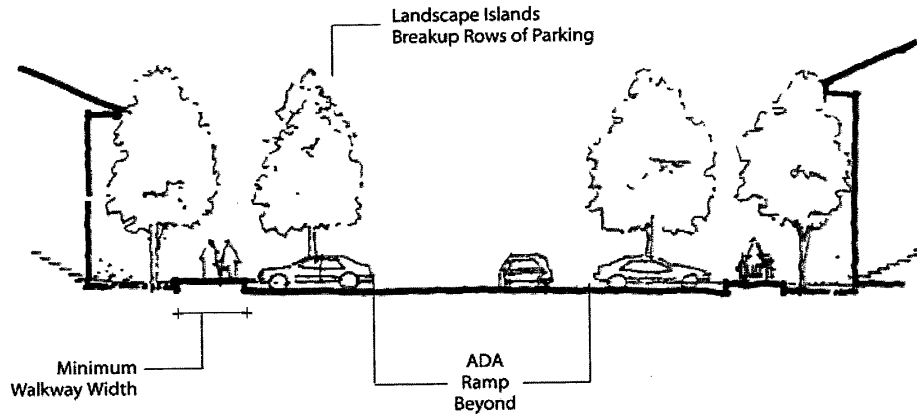 Landscape Islands
Breakup Rows of Parking
Minimum
Walkway Width
ADA
Ramp
Beyond